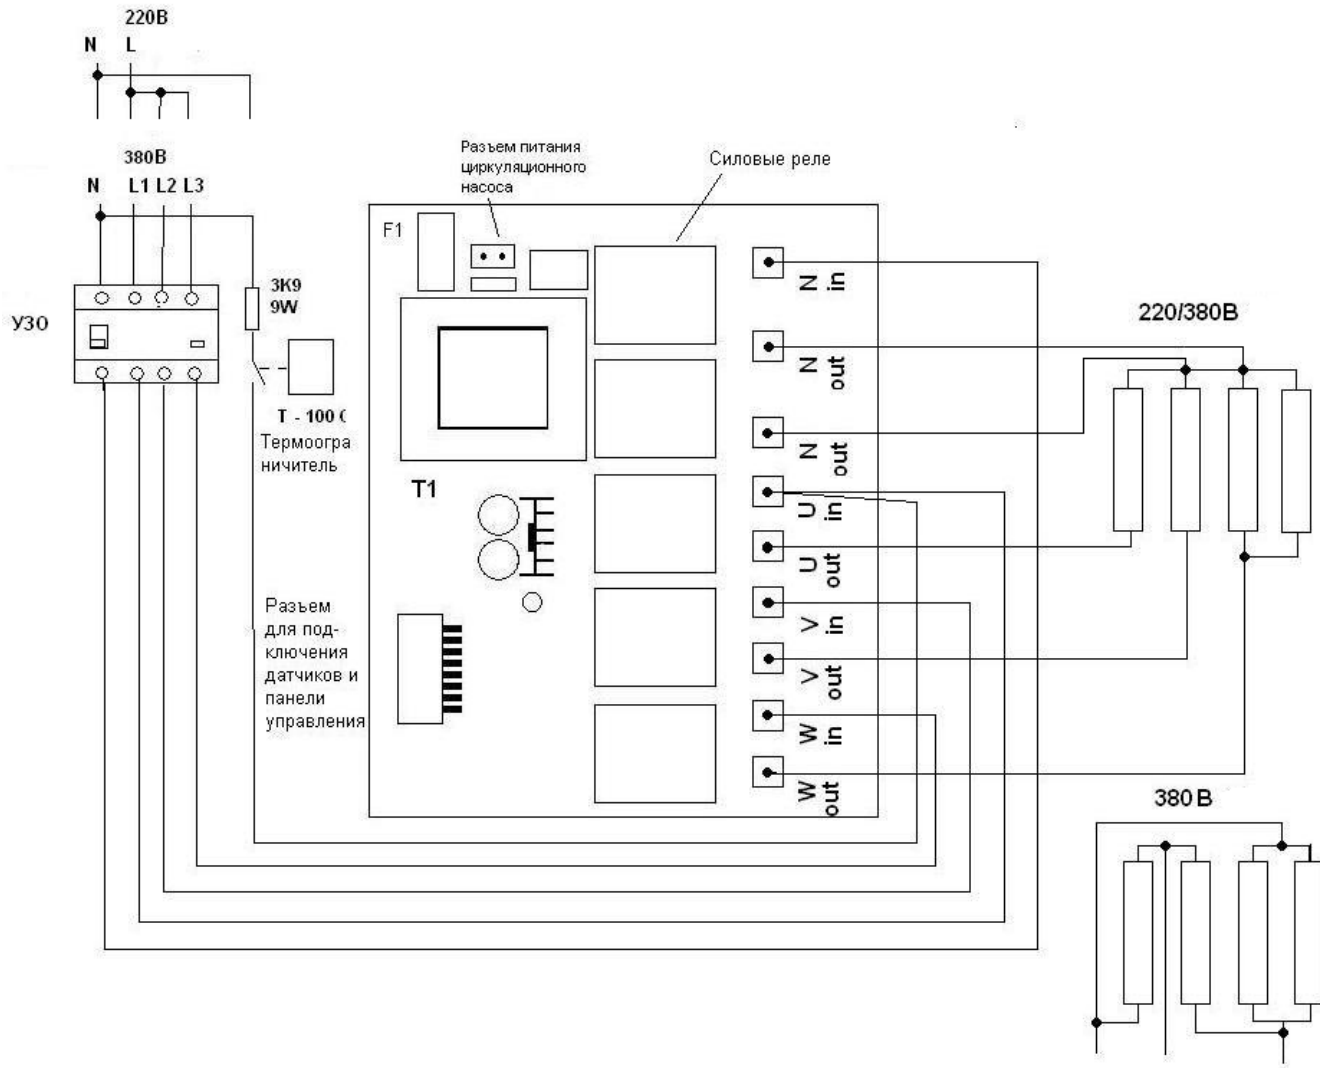 220В
N L
380В
N L1 L2 L3
УЗО
3К9
9W
Т - 100 С
Термоогра
ничитель
Разъем питания
циркуляционного
насоса
Силовые реле
F1
T1
Разъем
для под-
ключения
датчиков и
панели
управления
N
in
N
out
N
out
U
in
U
out
V
in
V
out
W
in
W
out
220/380В
380 В